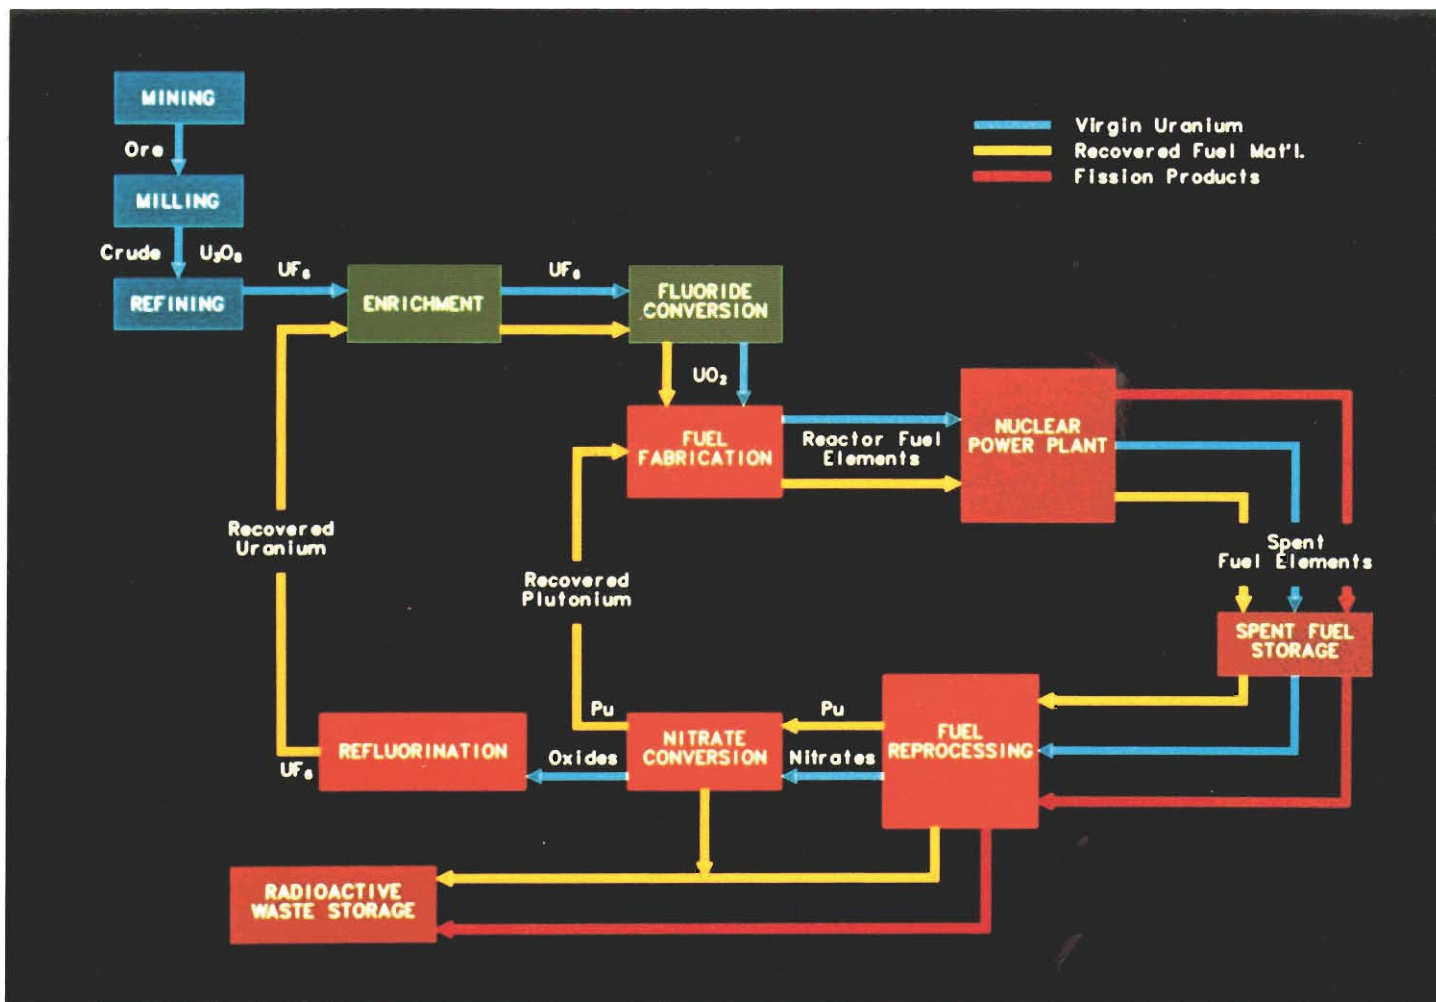 MINING
Virgin Uranium
Recovered Fuel Mat'l.
Fission Products
Ore
MILLING
Crude U₃O₈
REFINING
UF₆
ENRICHMENT
UF₆
FLUORIDE
CONVERSION
UO₂
FUEL
FABRICATION
Reactor Fuel
Elements
NUCLEAR
POWER PLANT
Spent
Fuel Elements
SPENT FUEL
STORAGE
Recovered
Uranium
Recovered
Plutonium
Pu
Pu
REFLUORINATION
UF₆
Oxides
NITRATE
CONVERSION
Nitrates
FUEL
REPROCESSING
RADIOACTIVE
WASTE STORAGE